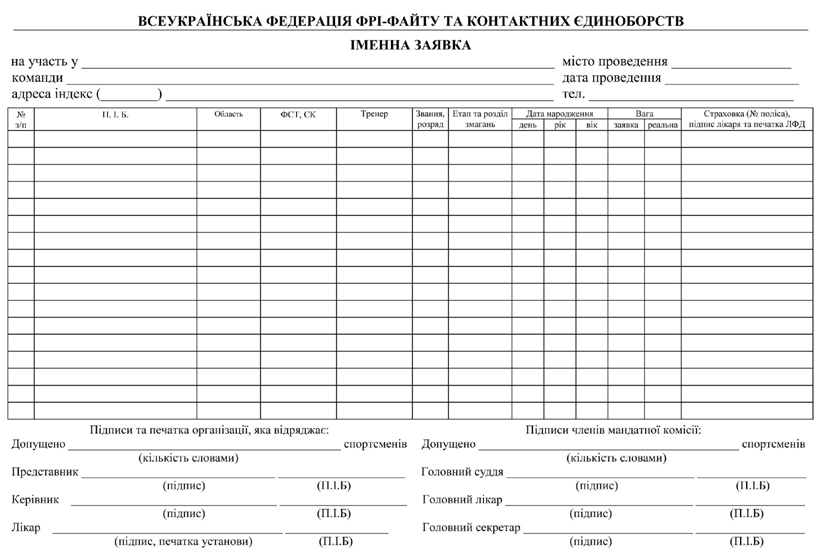 ВСЕУКРАЇНСЬКА ФЕДЕРАЦІЯ ФРІ-ФАЙТУ ТА КОНТАКТНИХ ЄДИНОБОРСТВ
ІМЕННА ЗАЯВКА
на участь у місто проведення
команди дата проведення
адреса індекс ( ) тел.
№ з/п П. І. Б. Область ФСТ, СК Тренер Звання, розряд Етап та розділ змагань Дата народження Вага Страховка (№ поліса), підпис лікаря та печатка ЛФД
день рік вік заявка реальна
Підписи та печатка організації, яка відряджає: Підписи членів мандатної комісії:
Допущено спортсменів Допущено спортсменів
(кількість словами) (кількість словами)
Представник Головний суддя
(підпис) (П.І.Б) (підпис) (П.І.Б)
Керівник Головний лікар
(підпис) (П.І.Б) (підпис) (П.І.Б)
Лікар Головний секретар
(підпис, печатка установи) (П.І.Б) (підпис) (П.І.Б)